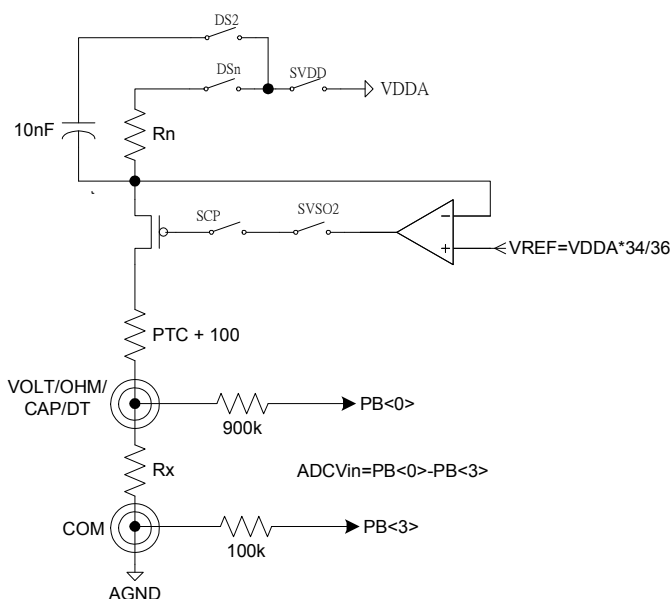 DS2
DSn
SVDD
VDDA
10nF
Rn
SCP
SVSO2
-
+
VREF=VDDA*34/36
PTC + 100
VOLT/OHM/
CAP/DT
900k
PB<0>
Rx
ADCVin=PB<0>-PB<3>
COM
100k
PB<3>
AGND